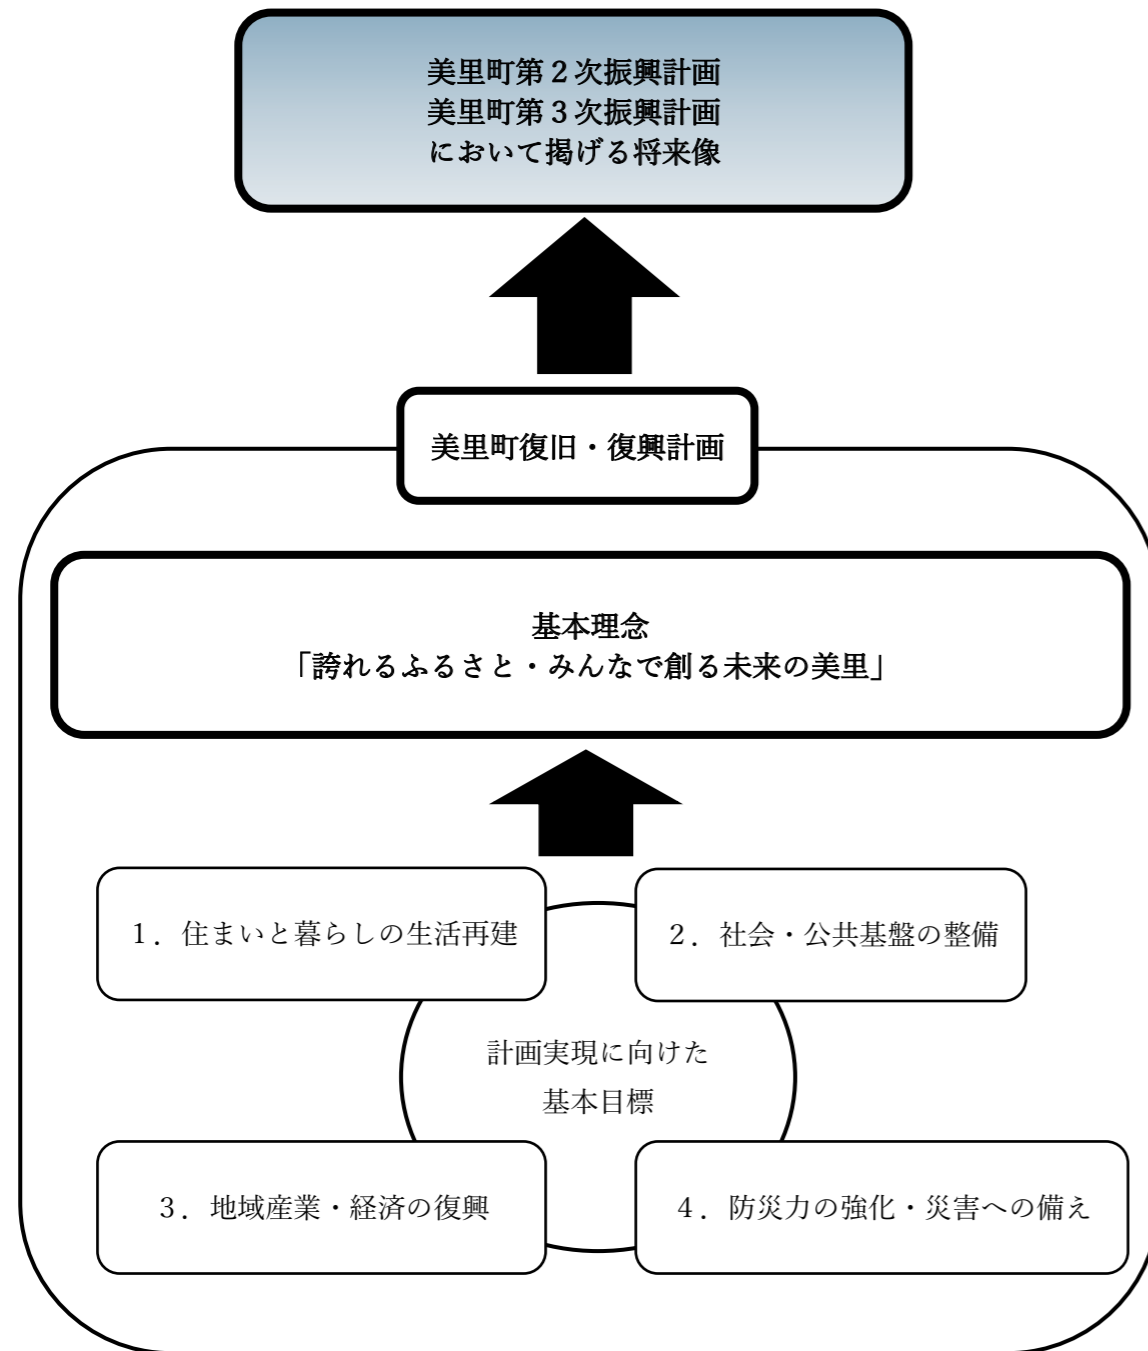 美里町第２次振興計画
美里町第３次振興計画
において掲げる将来像
美里町復旧・復興計画
基本理念
「誇れるふるさと・みんなで創る未来の美里」
１．住まいと暮らしの生活再建
２．社会・公共基盤の整備
計画実現に向けた
基本目標
３．地域産業・経済の復興
４．防災力の強化・災害への備え